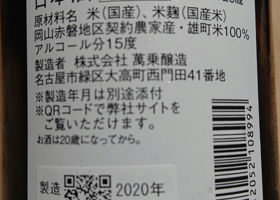 原材料名 米(国産)、米麹(国産米)
岡山赤磐地区契約農家産・雄町米100%
アルコール分15度
製造者 株式会社 萬乗醸造
名古屋市緑区大高町西門田41番地
※製造年月は別途添付
※QRコードで弊社サイトを
ご覧いただけます。
お酒は20歳になってから。
製造 2020年
2052108994